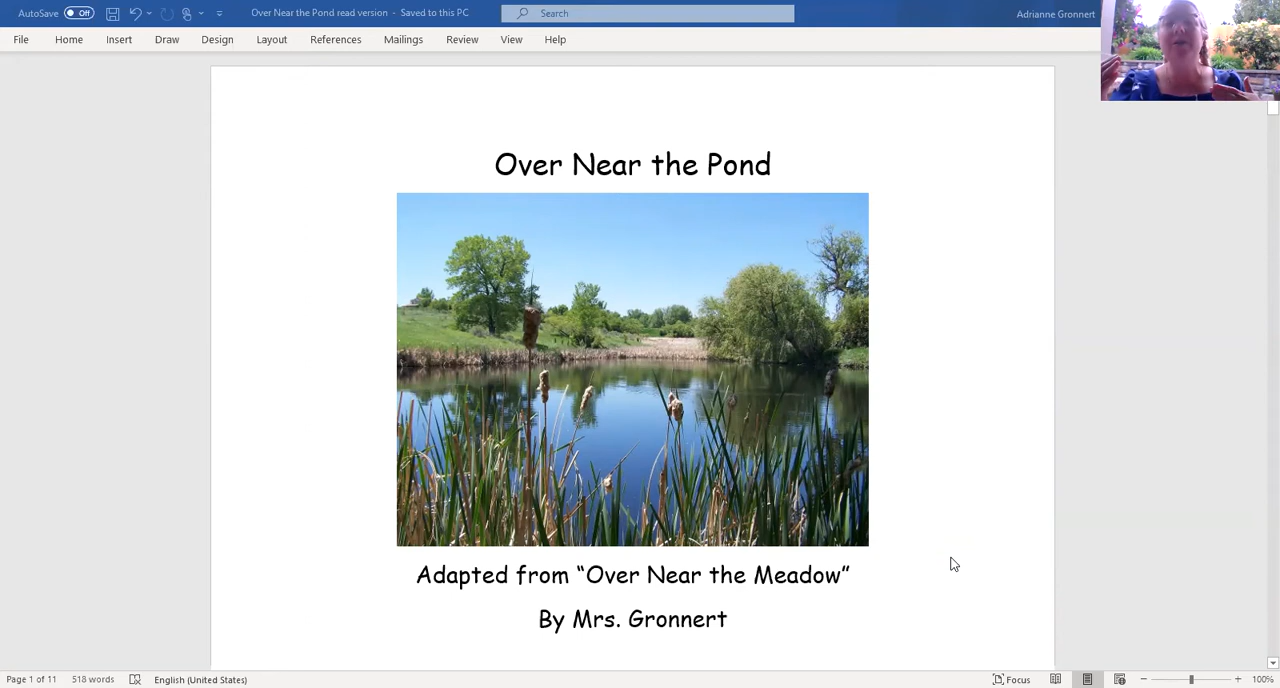 AutoSave Off Over Near the Pond read version - Saved to this PC Search Adrianne Gronnert
File Home Insert Draw Design Layout References Mailings Review View Help
Over Near the Pond
Adapted from “Over Near the Meadow”
By Mrs. Gronnert
Page 1 of 11 518 words English (United States) Focus 100%